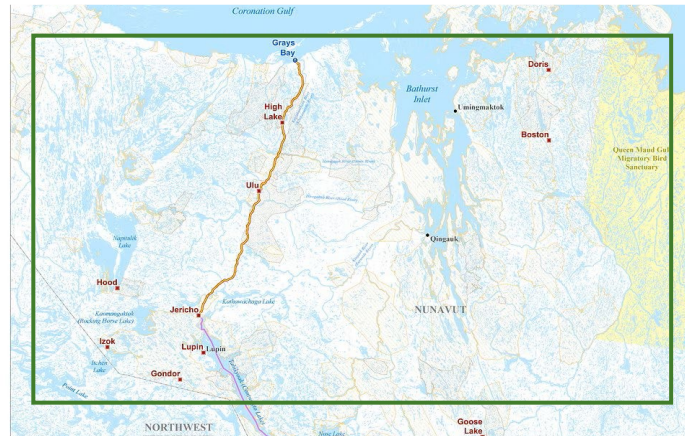 Coronation Gulf
Grays
Bay
Doris
Bathurst
Inlet
High
Lake
Umingmaktok
Boston
Queen Maud Gulf
Migratory Bird
Sanctuary
Ulu
Qingauk
Napaktulik
Lake
Hood
Kathawachaga Lake
Jericho
(Rocking Horse Lake)
NUNAVUT
Izok
Lupin
Lupin
Itchen
Lake
Gondor
Point Lake
NORTHWEST
Goose
Lake